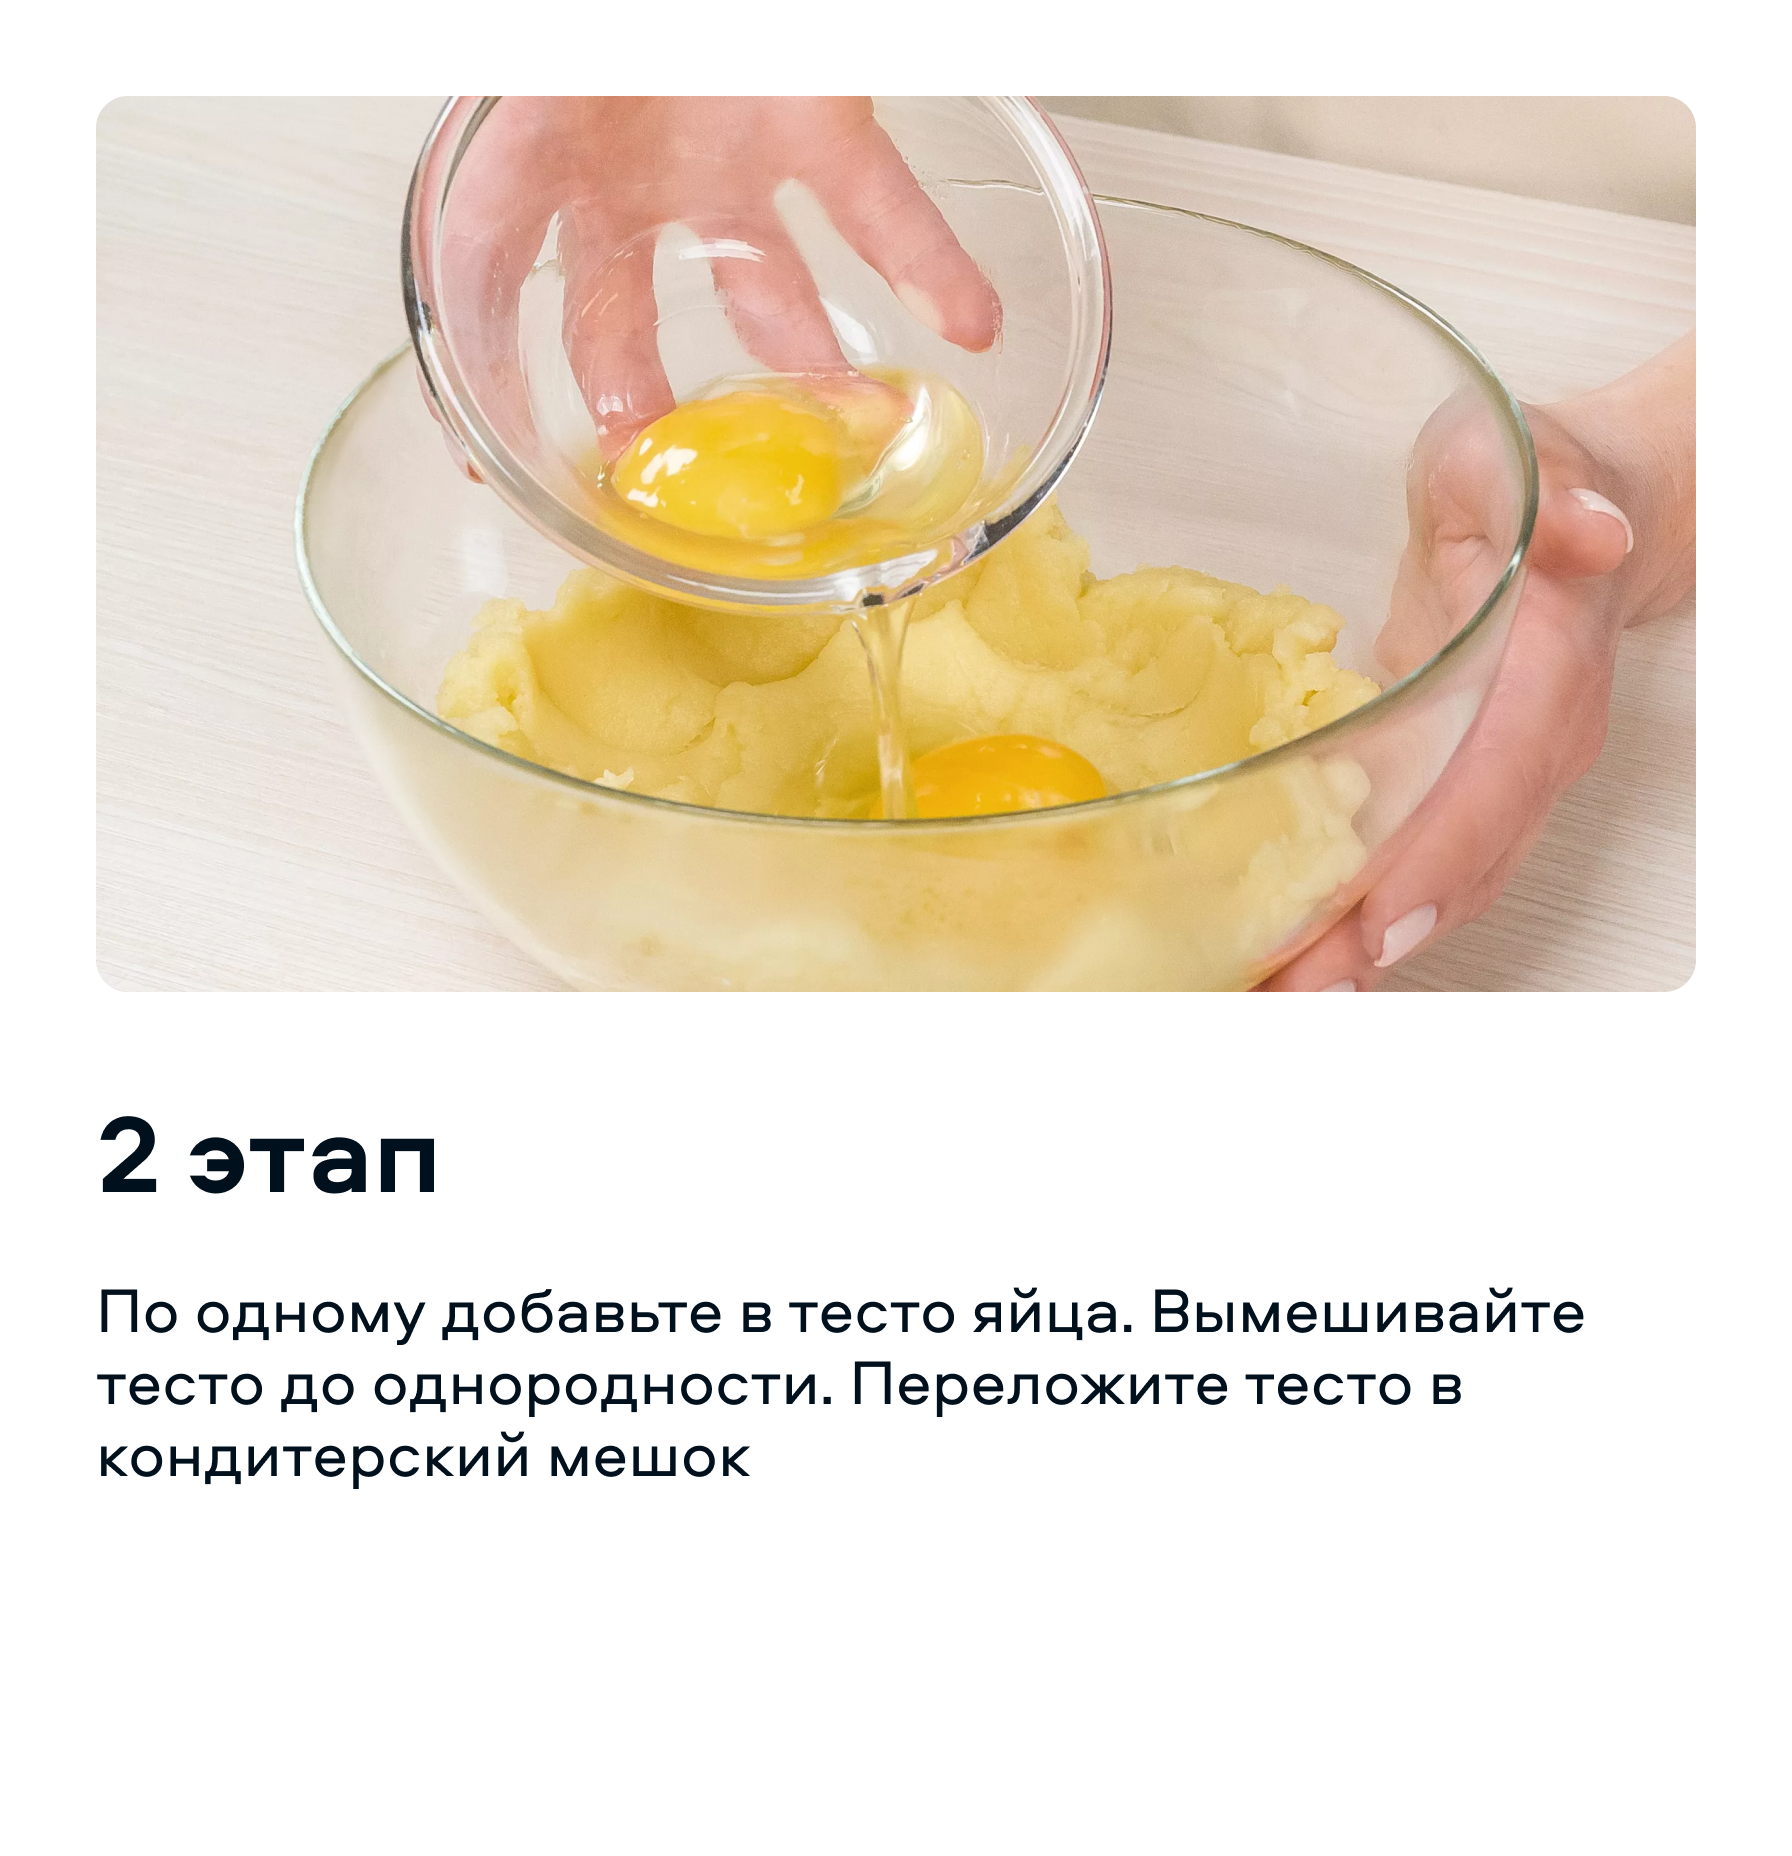 2 этап
По одному добавьте в тесто яйца. Вымешивайте
тесто до однородности. Переложите тесто в
кондитерский мешок